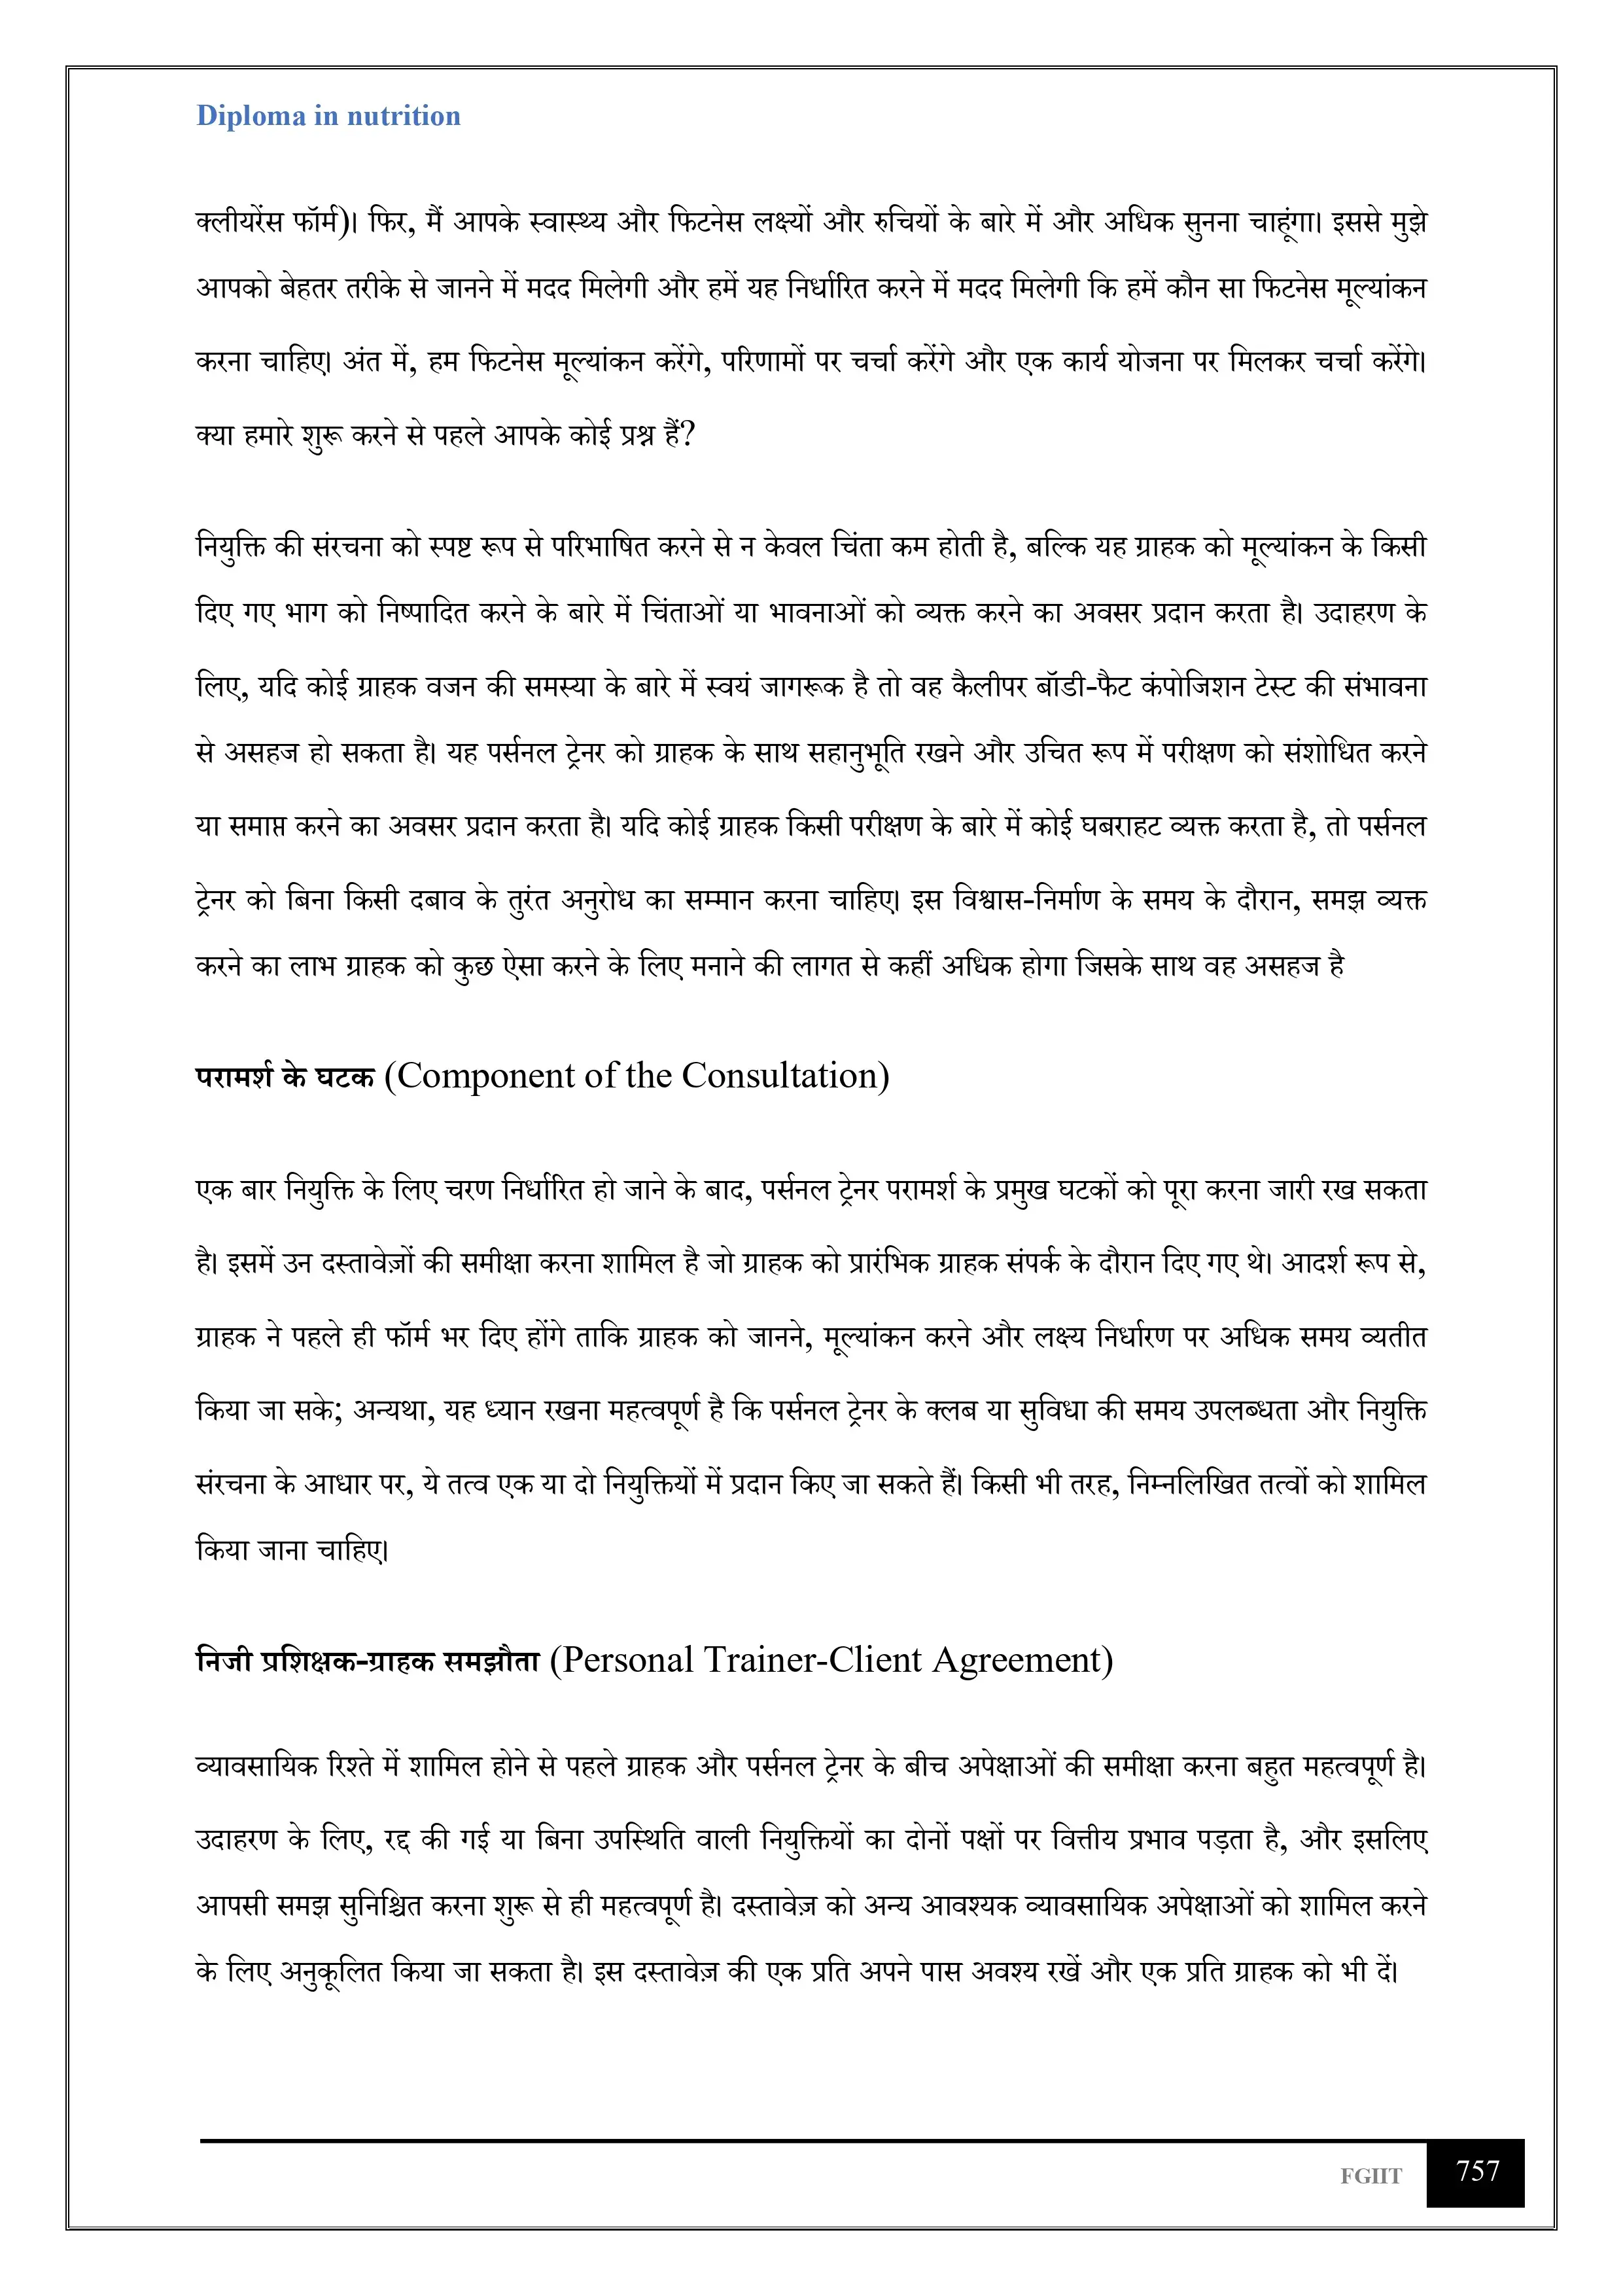 Diploma in nutrition
क्लीयरेंस फॉर्म)। फिर, मैं आपके स्वास्थ्य और फिटनेस लक्ष्यों और रुचियों के बारे में और अधिक सुनना चाहूंगा। इससे मुझे
आपको बेहतर तरीके से जानने में मदद मिलेगी और हमें यह निर्धारित करने में मदद मिलेगी कि हमें कौन सा फिटनेस मूल्यांकन
करना चाहिए। अंत में, हम फिटनेस मूल्यांकन करेंगे, परिणामों पर चर्चा करेंगे और एक कार्य योजना पर मिलकर चर्चा करेंगे।
क्या हमारे शुरू करने से पहले आपके कोई प्रश्न हैं?
नियुक्ति की संरचना को स्पष्ट रूप से परिभाषित करने से न केवल चिंता कम होती है, बल्कि यह ग्राहक को मूल्यांकन के किसी
दिए गए भाग को निष्पादित करने के बारे में चिंताओं या भावनाओं को व्यक्त करने का अवसर प्रदान करता है। उदाहरण के
लिए, यदि कोई ग्राहक वजन की समस्या के बारे में स्वयं जागरूक है तो वह कैलीपर बॉडी-फैट कंपोजिशन टेस्ट की संभावना
से असहज हो सकता है। यह पर्सनल ट्रेनर को ग्राहक के साथ सहानुभूति रखने और उचित रूप में परीक्षण को संशोधित करने
या समाप्त करने का अवसर प्रदान करता है। यदि कोई ग्राहक किसी परीक्षण के बारे में कोई घबराहट व्यक्त करता है, तो पर्सनल
ट्रेनर को बिना किसी दबाव के तुरंत अनुरोध का सम्मान करना चाहिए। इस विश्वास-निर्माण के समय के दौरान, समझ व्यक्त
करने का लाभ ग्राहक को कुछ ऐसा करने के लिए मनाने की लागत से कहीं अधिक होगा जिसके साथ वह असहज है
परामर्श के घटक (Component of the Consultation)
एक बार नियुक्ति के लिए चरण निर्धारित हो जाने के बाद, पर्सनल ट्रेनर परामर्श के प्रमुख घटकों को पूरा करना जारी रख सकता
है। इसमें उन दस्तावेज़ों की समीक्षा करना शामिल है जो ग्राहक को प्रारंभिक ग्राहक संपर्क के दौरान दिए गए थे। आदर्श रूप से,
ग्राहक ने पहले ही फॉर्म भर दिए होंगे ताकि ग्राहक को जानने, मूल्यांकन करने और लक्ष्य निर्धारण पर अधिक समय व्यतीत
किया जा सके; अन्यथा, यह ध्यान रखना महत्वपूर्ण है कि पर्सनल ट्रेनर के क्लब या सुविधा की समय उपलब्धता और नियुक्ति
संरचना के आधार पर, ये तत्व एक या दो नियुक्तियों में प्रदान किए जा सकते हैं। किसी भी तरह, निम्नलिखित तत्वों को शामिल
किया जाना चाहिए।
निजी प्रशिक्षक-ग्राहक समझौता (Personal Trainer-Client Agreement)
व्यावसायिक रिश्ते में शामिल होने से पहले ग्राहक और पर्सनल ट्रेनर के बीच अपेक्षाओं की समीक्षा करना बहुत महत्वपूर्ण है।
उदाहरण के लिए, रद्द की गई या बिना उपस्थिति वाली नियुक्तियों का दोनों पक्षों पर वित्तीय प्रभाव पड़ता है, और इसलिए
आपसी समझ सुनिश्चित करना शुरू से ही महत्वपूर्ण है। दस्तावेज़ को अन्य आवश्यक व्यावसायिक अपेक्षाओं को शामिल करने
के लिए अनुकूलित किया जा सकता है। इस दस्तावेज़ की एक प्रति अपने पास अवश्य रखें और एक प्रति ग्राहक को भी दें।
FGIIT 757